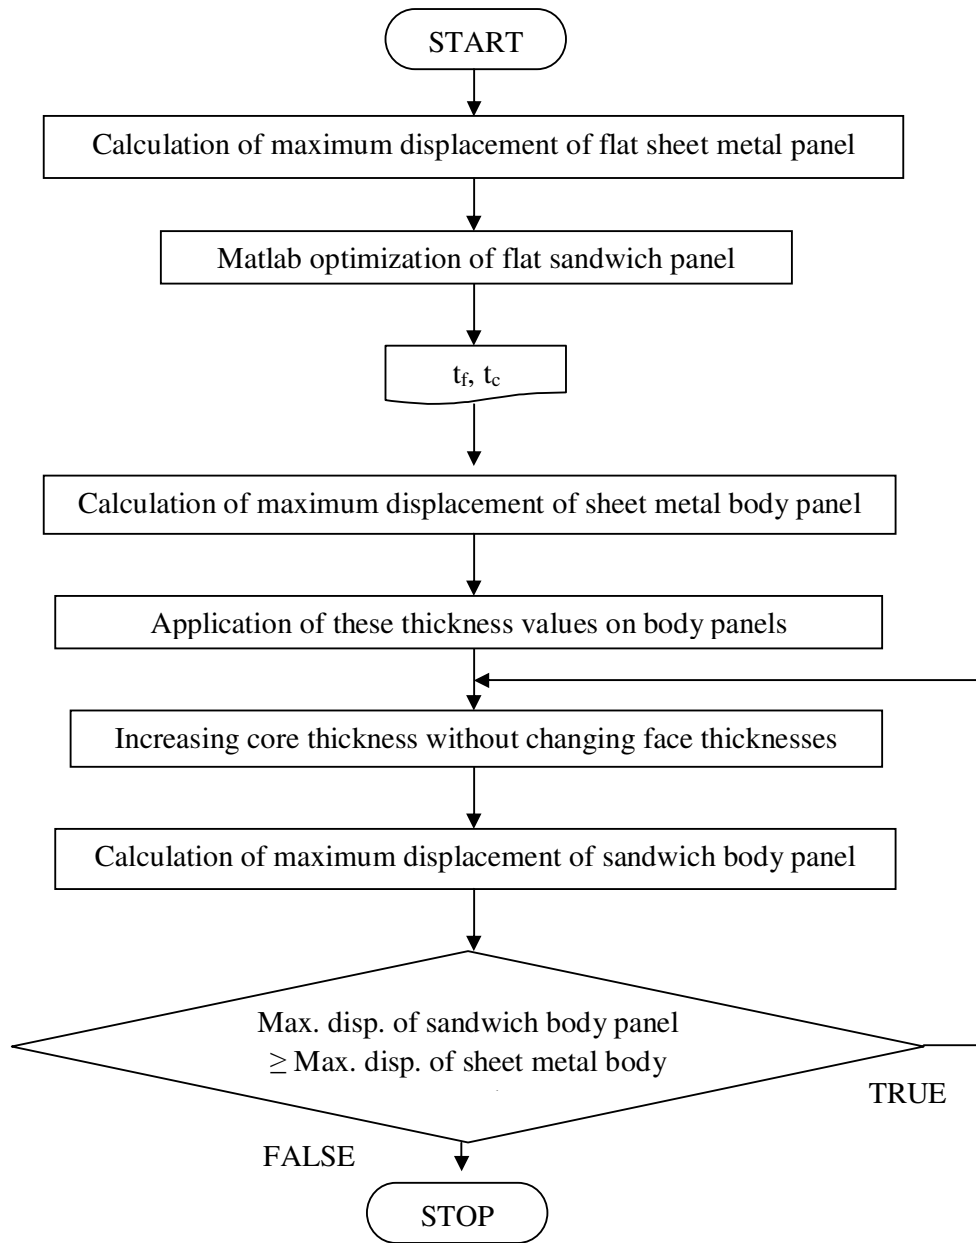 START
Calculation of maximum displacement of flat sheet metal panel
Matlab optimization of flat sandwich panel
t_f, t_c
Calculation of maximum displacement of sheet metal body panel
Application of these thickness values on body panels
Increasing core thickness without changing face thicknesses
Calculation of maximum displacement of sandwich body panel
Max. disp. of sandwich body panel
≥ Max. disp. of sheet metal body
TRUE
FALSE
STOP